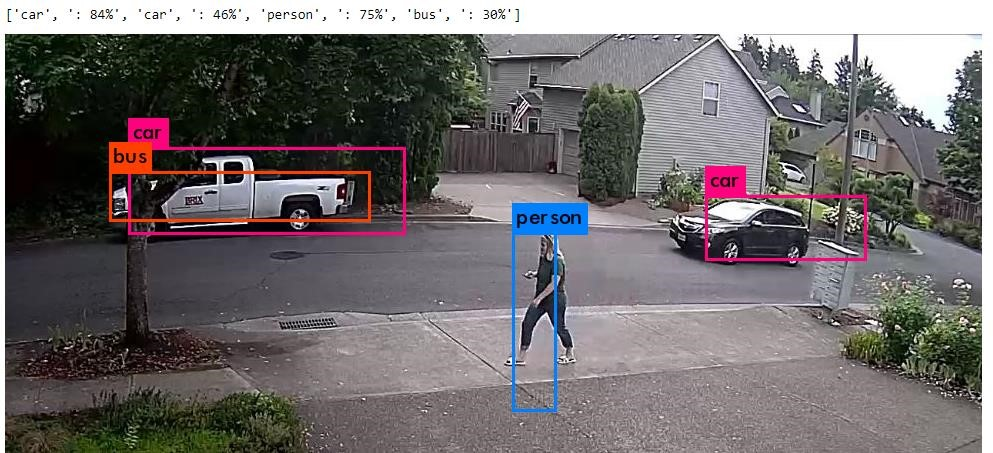 ['car', ': 84%', 'car', ': 46%', 'person', ': 75%', 'bus', ': 30%']
car
bus
car
person